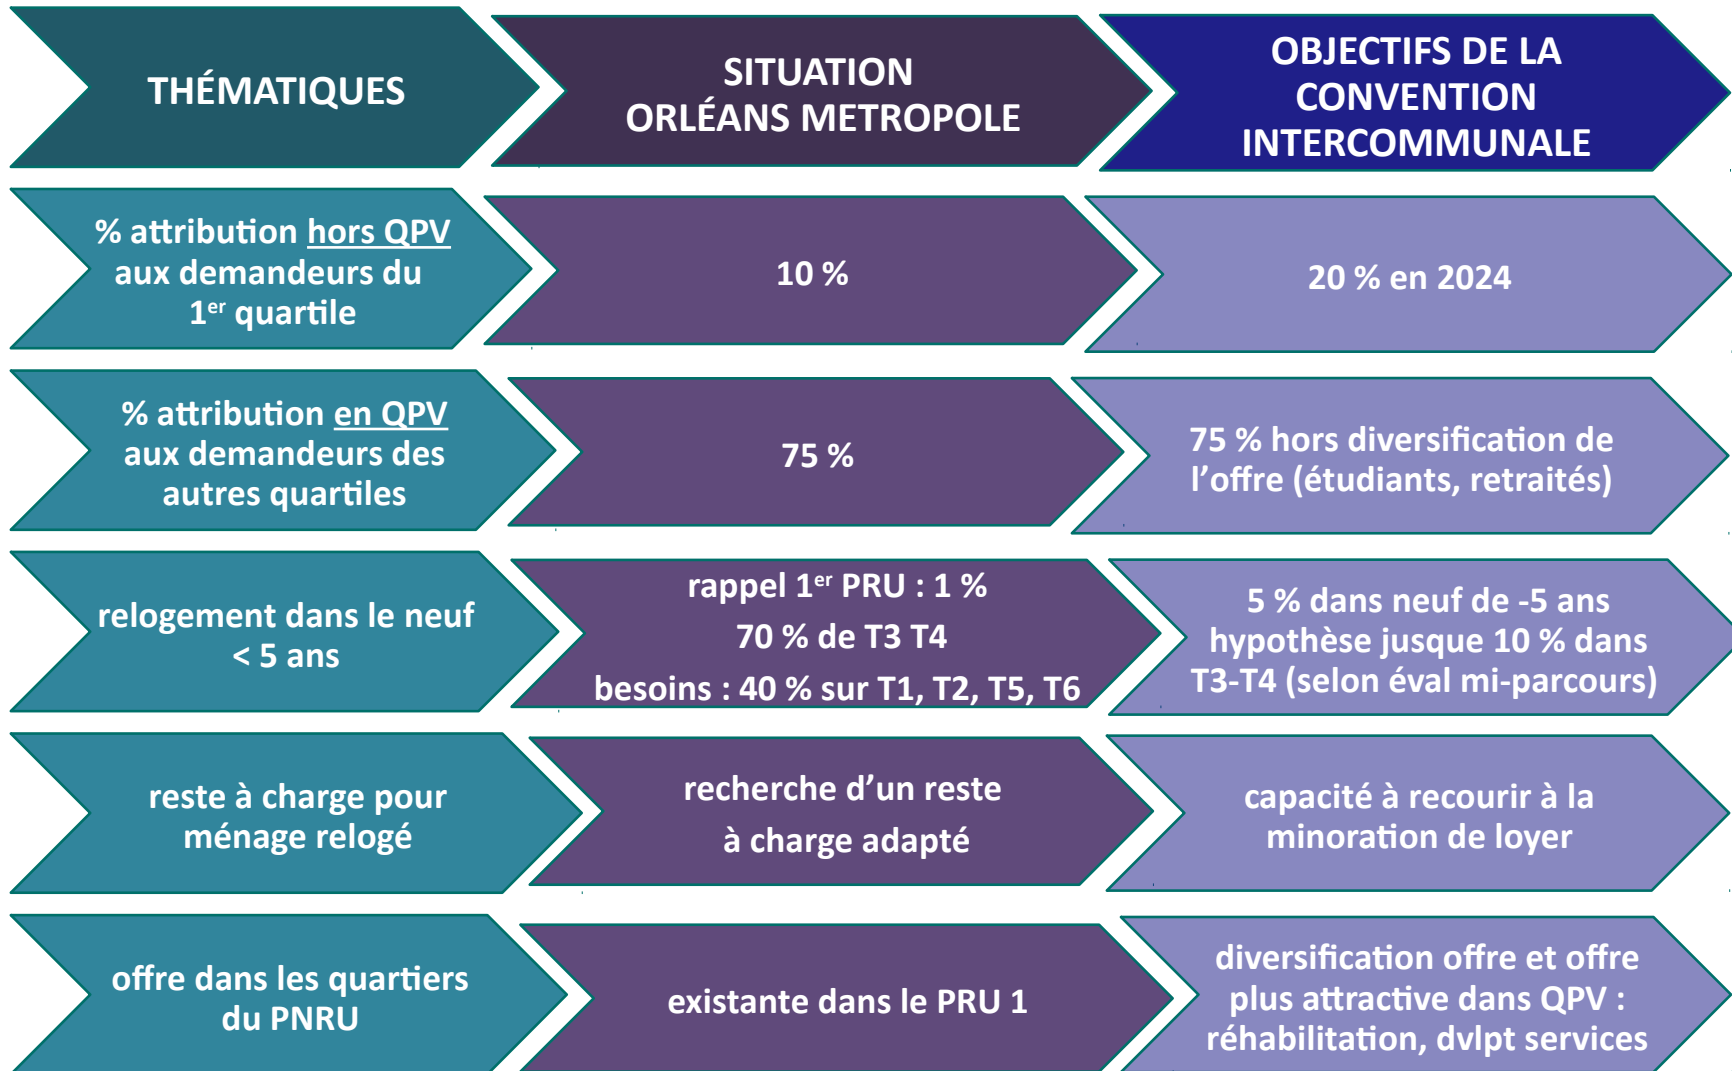 THÉMATIQUES
SITUATION
ORLÉANS METROPOLE
OBJECTIFS DE LA
CONVENTION
INTERCOMMUNALE
% attribution hors QPV
aux demandeurs du
1er quartile
10 %
20 % en 2024
% attribution en QPV
aux demandeurs des
autres quartiles
75 %
75 % hors diversification de
l’offre (étudiants, retraités)
relogement dans le neuf
< 5 ans
rappel 1er PRU : 1 %
70 % de T3 T4
besoins : 40 % sur T1, T2, T5, T6
5 % dans neuf de -5 ans
hypothèse jusque 10 % dans
T3-T4 (selon éval mi-parcours)
reste à charge pour
ménage relogé
recherche d’un reste
à charge adapté
capacité à recourir à la
minoration de loyer
offre dans les quartiers
du PNRU
existante dans le PRU 1
diversification offre et offre
plus attractive dans QPV :
réhabilitation, dvlpt services